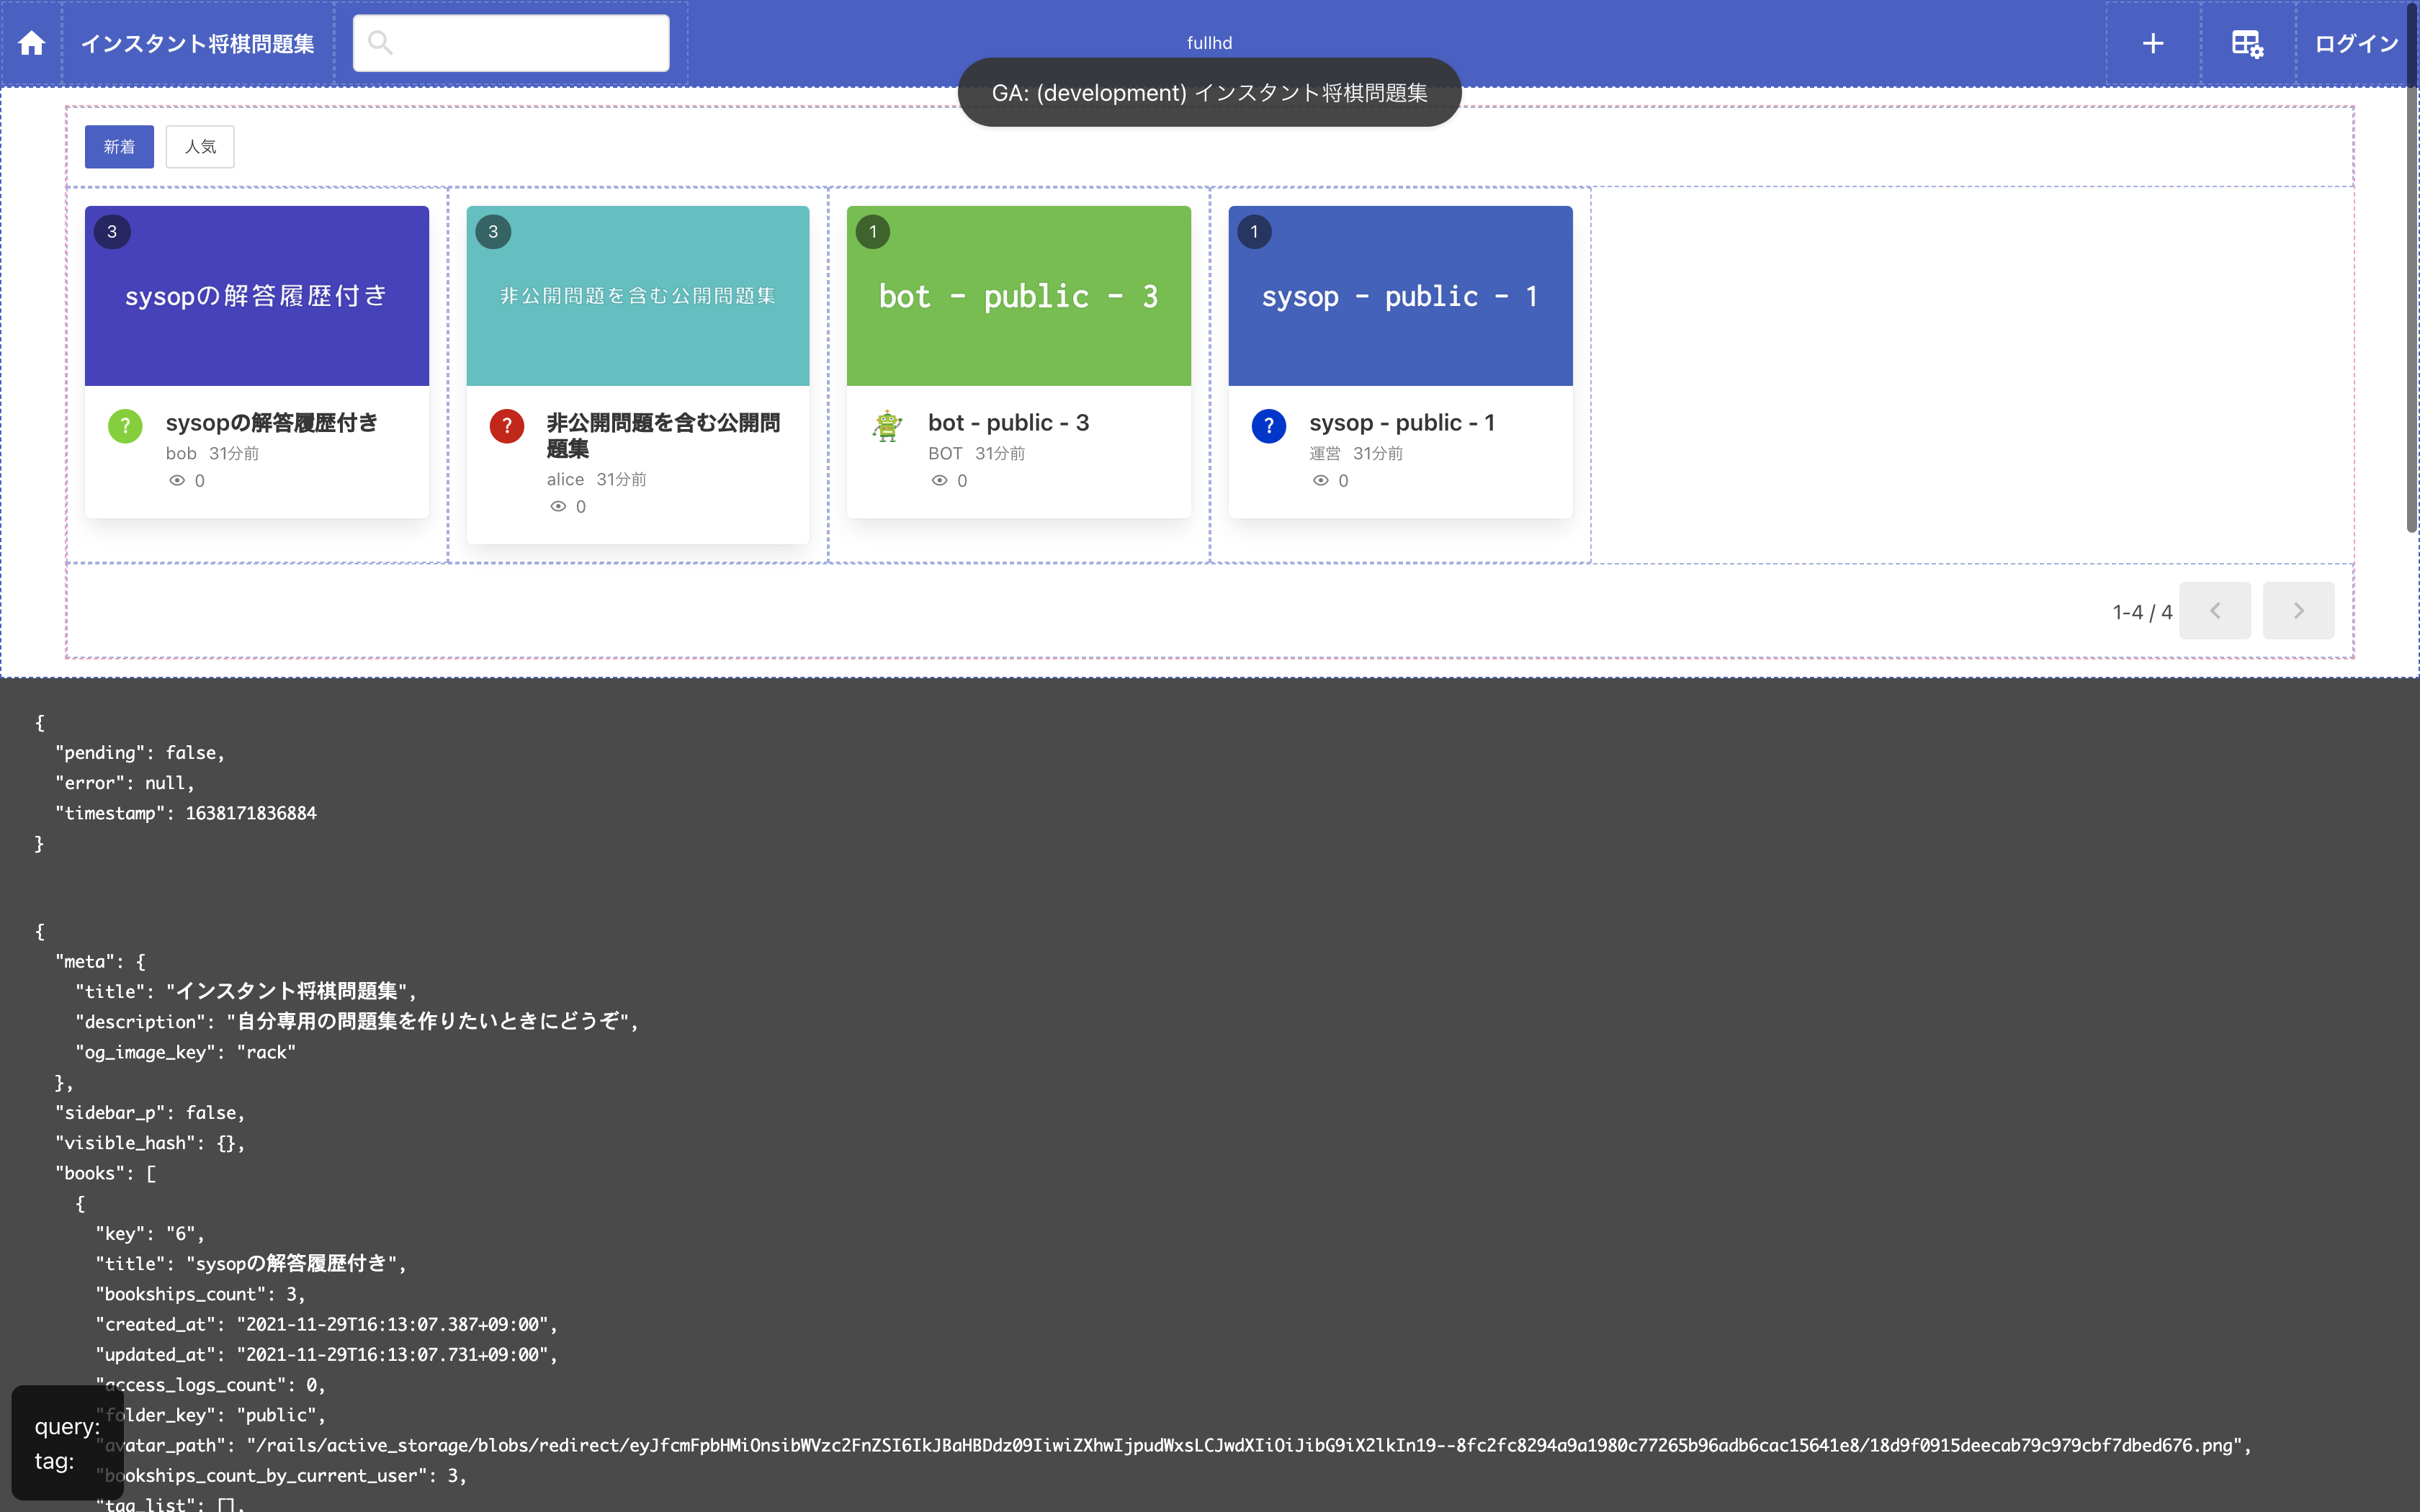 インスタント将棋問題集
fullhd
ログイン
GA: (development) インスタント将棋問題集
新着 人気
3
sysopの解答履歴付き
sysopの解答履歴付き
bob 31分前
0
3
非公開問題を含む公開問題集
非公開問題を含む公開問
題集
alice 31分前
0
1
bot - public - 3
bot - public - 3
BOT 31分前
0
1
sysop - public - 1
sysop - public - 1
運営 31分前
0
1-4 / 4
{
"pending": false,
"error": null,
"timestamp": 1638171836884
}
{
"meta": {
"title": "インスタント将棋問題集",
"description": "自分専用の問題集を作りたいときにどうぞ",
"og_image_key": "rack"
},
"sidebar_p": false,
"visible_hash": {},
"books": [
{
"key": "6",
"title": "sysopの解答履歴付き",
"bookships_count": 3,
"created_at": "2021-11-29T16:13:07.387+09:00",
"updated_at": "2021-11-29T16:13:07.731+09:00",
"access_logs_count": 0,
"folder_key": "public",
"avatar_path": "/rails/active_storage/blobs/redirect/eyJfcmFpbHMiOnsibWVzc2FnZSI6IkJBaHBDdz09IiwiZXhwIjpudWxsLCJwdXIiOiJibG9iX2lkIn19--8fc2fc8294a9a1980c77265b96adb6cac15641e8/18d9f0915deecab79c979cbf7dbed676.png",
"bookships_count_by_current_user": 3,
"tag_list": [],
query:
tag: